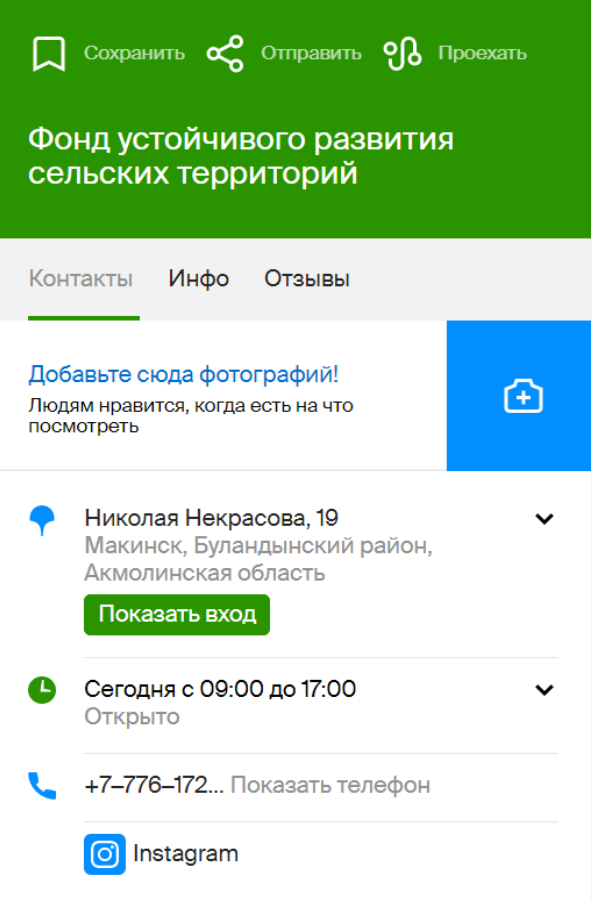 Сохранить Отправить Проехать
Фонд устойчивого развития
сельских территорий
Контакты Инфо Отзывы
Добавьте сюда фотографий!
Людям нравится, когда есть на что
посмотреть
Николая Некрасова, 19
Макинск, Буландынский район,
Акмолинская область
Показать вход
Сегодня с 09:00 до 17:00
Открыто
+7‒776‒172... Показать телефон
Instagram